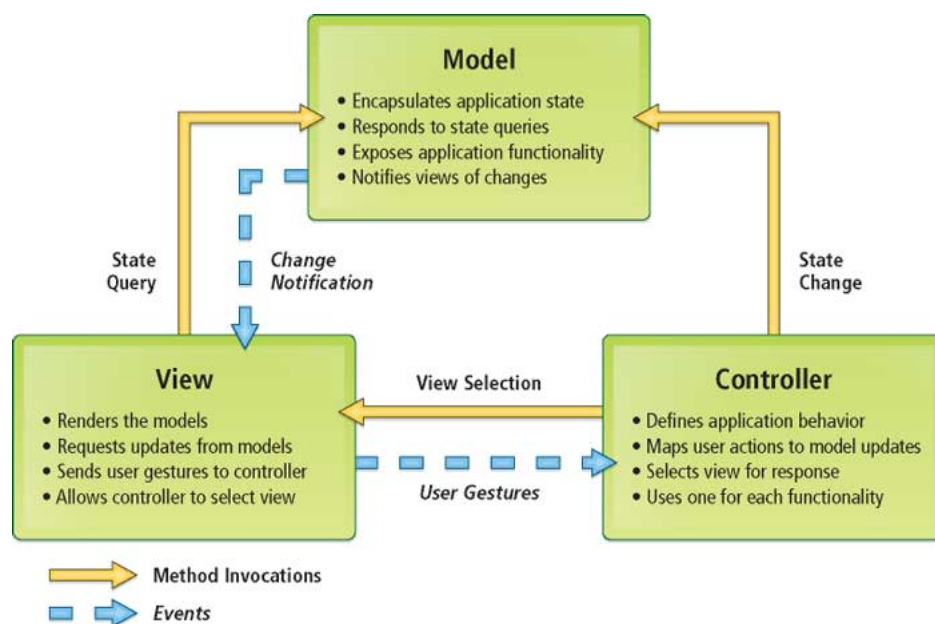 Model
• Encapsulates application state
• Responds to state queries
• Exposes application functionality
• Notifies views of changes
State
Query
Change
Notification
State
Change
View
• Renders the models
• Requests updates from models
• Sends user gestures to controller
• Allows controller to select view
View Selection
User Gestures
Controller
• Defines application behavior
• Maps user actions to model updates
• Selects view for response
• Uses one for each functionality
Method Invocations
Events